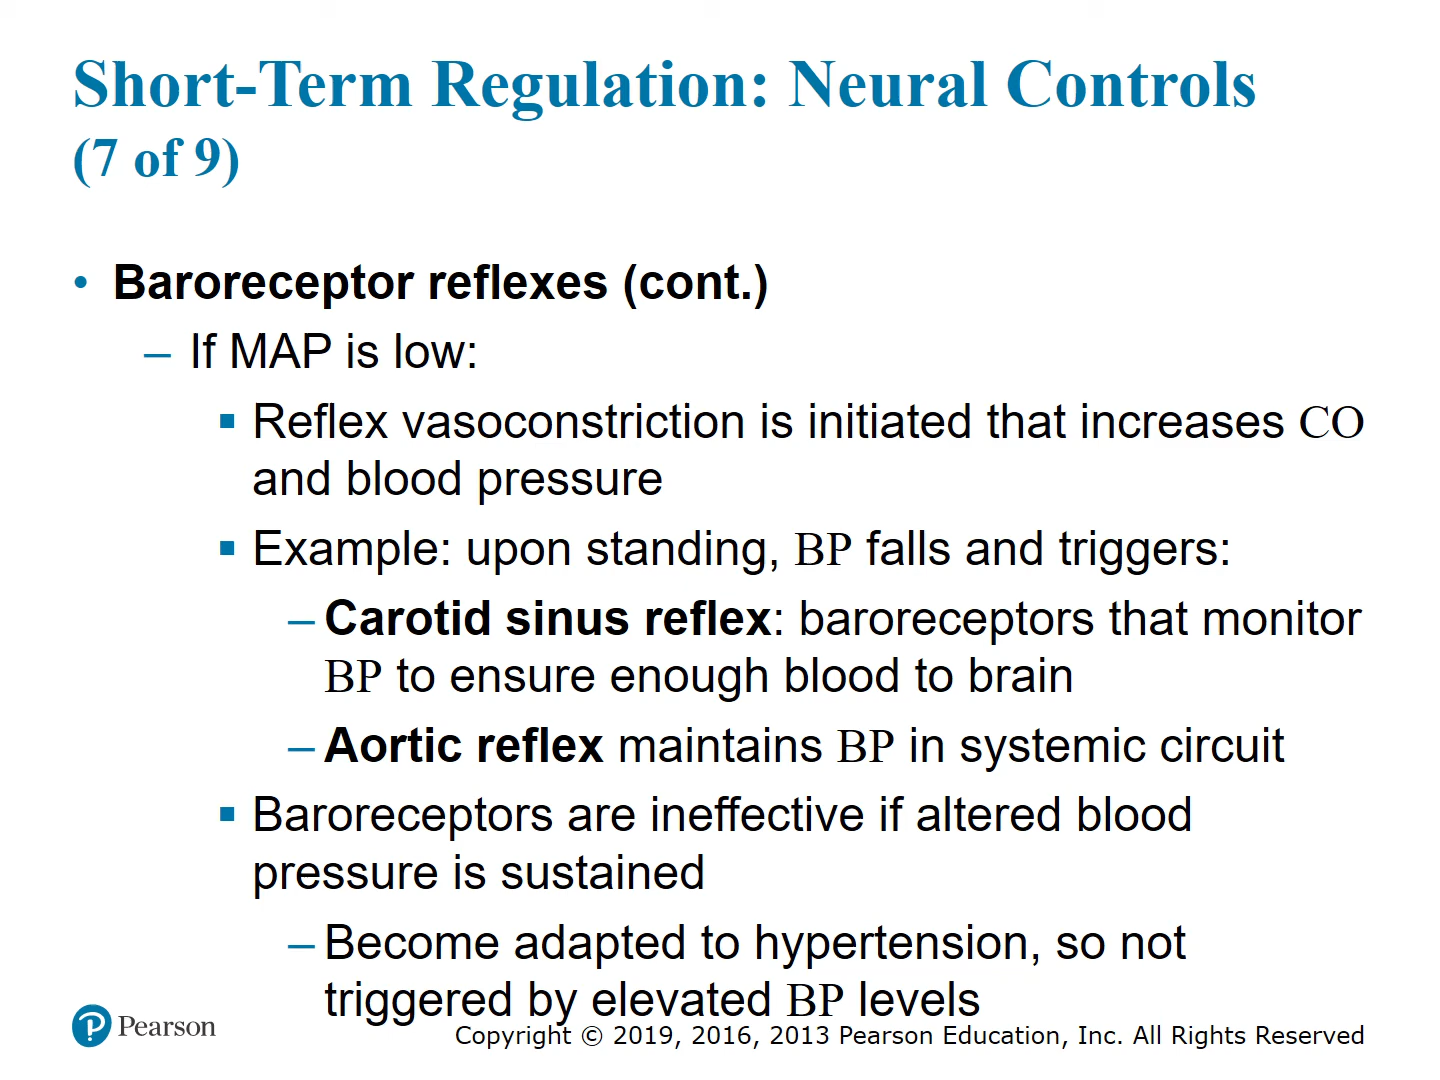 Short-Term Regulation: Neural Controls
(7 of 9)
• Baroreceptor reflexes (cont.)
– If MAP is low:
▪ Reflex vasoconstriction is initiated that increases CO
and blood pressure
▪ Example: upon standing, BP falls and triggers:
– Carotid sinus reflex: baroreceptors that monitor
BP to ensure enough blood to brain
– Aortic reflex maintains BP in systemic circuit
▪ Baroreceptors are ineffective if altered blood
pressure is sustained
– Become adapted to hypertension, so not
triggered by elevated BP levels
Pearson
Copyright © 2019, 2016, 2013 Pearson Education, Inc. All Rights Reserved